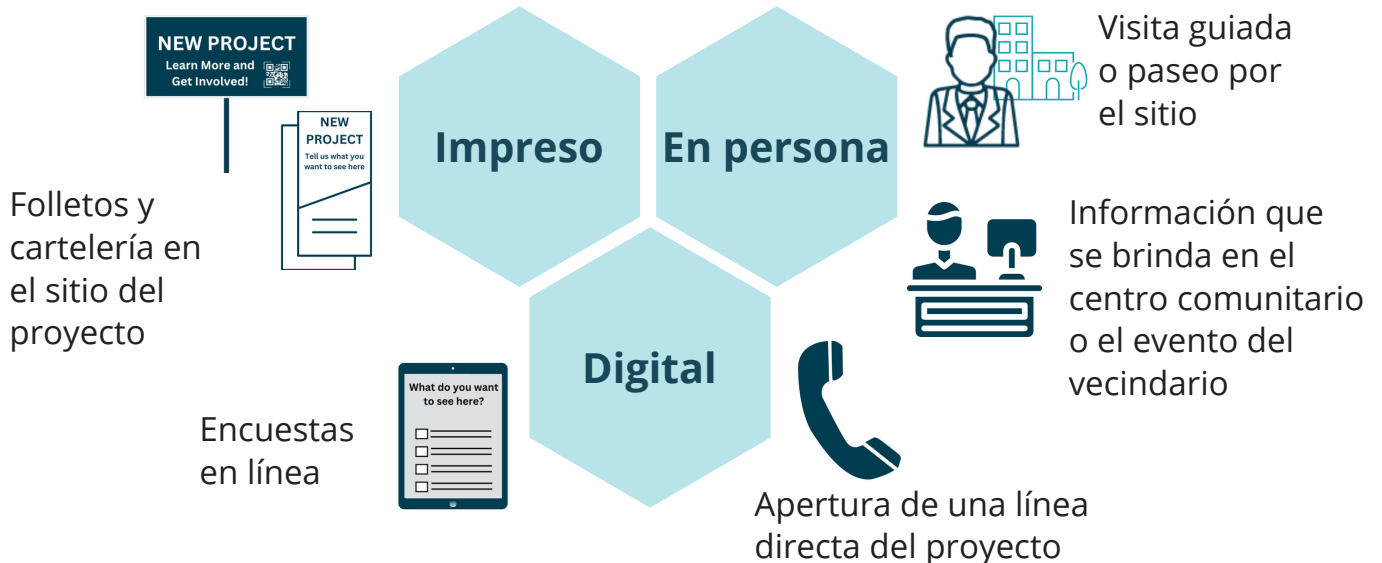 NEW PROJECT
Learn More and
Get Involved!
NEW
PROJECT
Tell us what you
want to see here
Folletos y
cartelería en
el sitio del
proyecto
Impreso
En persona
Digital
Visita guiada
o paseo por
el sitio
Información que
se brinda en el
centro comunitario
o el evento del
vecindario
What do you want
to see here?
Encuestas
en línea
Apertura de una línea
directa del proyecto